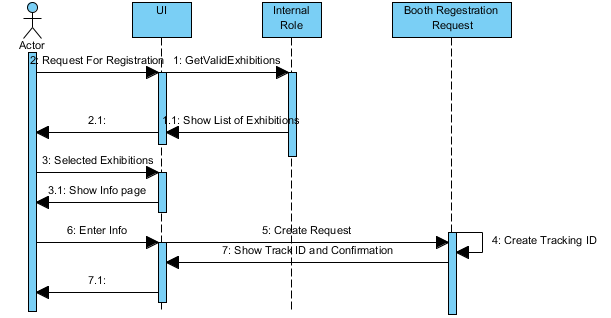 UI
Internal
Role
Booth Regestration
Request
Actor
2: Request For Registration
1: GetValidExhibitions
2.1:
1.1: Show List of Exhibitions
3: Selected Exhibitions
3.1: Show Info page
6: Enter Info
5: Create Request
4: Create Tracking ID
7: Show Track ID and Confirmation
7.1: